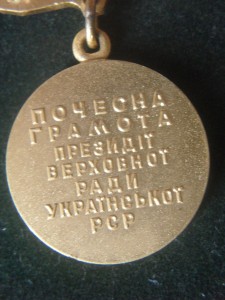 ПОЧЕСНА
ГРАМОТА
ПРЕЗИДІЇ
ВЕРХОВНОЇ
РАДИ
УКРАЇНСЬКОЇ
РСР